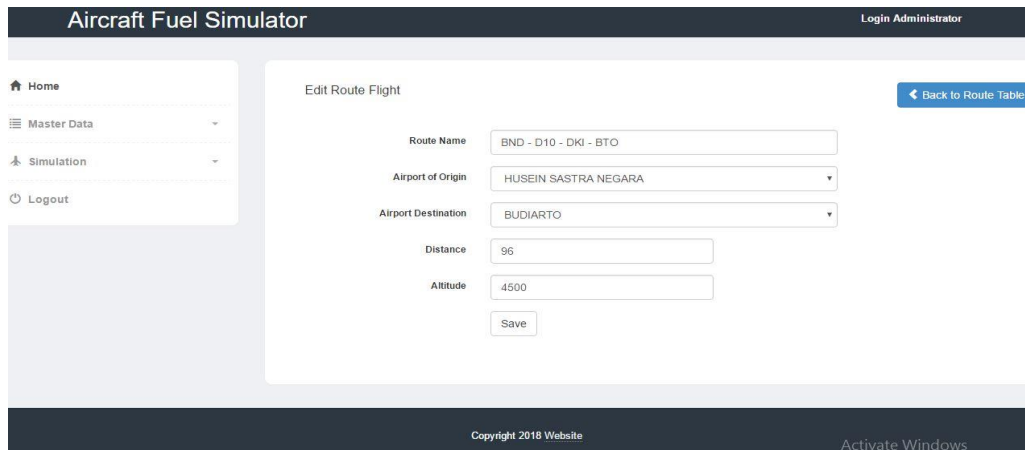 Aircraft Fuel Simulator
Login Administrator
Home
Master Data
Simulation
Logout
Edit Route Flight
Back to Route Table
Route Name
BND - D10 - DKI - BTO
Airport of Origin
HUSEIN SASTRA NEGARA
Airport Destination
BUDIARTO
Distance
96
Altitude
4500
Save
Copyright 2018 Website
Activate Windows